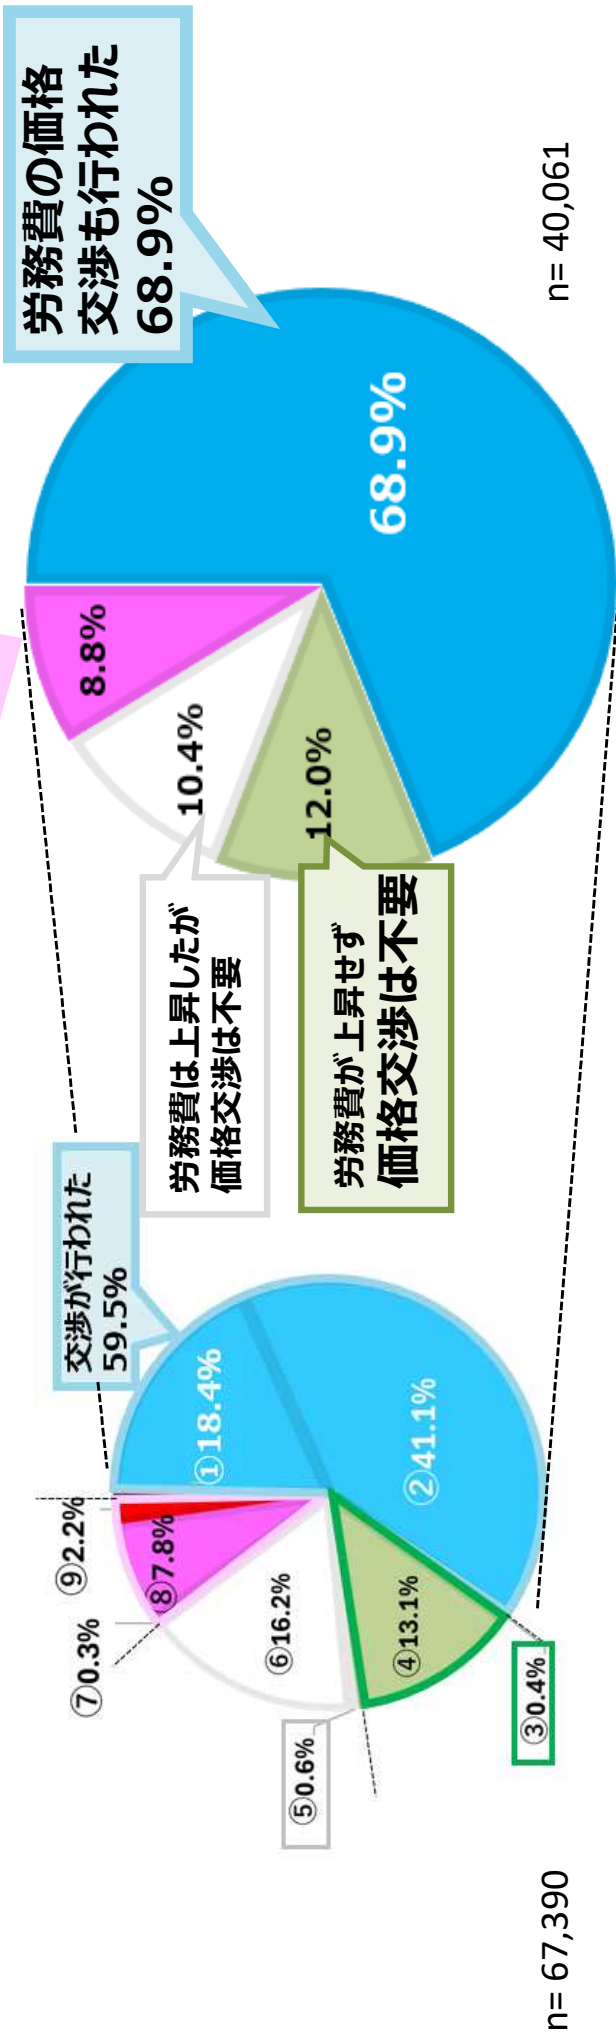 n= 67,390
⑨2.2%
⑦0.3%
⑧7.8%
⑤0.6%
⑥16.2%
④13.1%
③0.4%
①18.4%
②41.1%
交渉が行われた
59.5%
労務費は上昇したが
価格交渉は不要
労務費が上昇せず
価格交渉は不要
8.8%
10.4%
12.0%
68.9%
労務費の価格
交渉も行われた
68.9%
n= 40,061